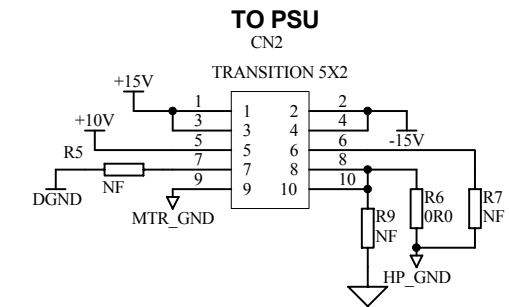 TO PSU
CN2
TRANSITION 5X2
+15V
1 1 2 2
3 3 4 4
+10V -15V
5 5 6 6
R5 7 7 8 8
NF
9 9 10 10
DGND
MTR_GND
R9
NF
R6
0R0
R7
NF
HP_GND